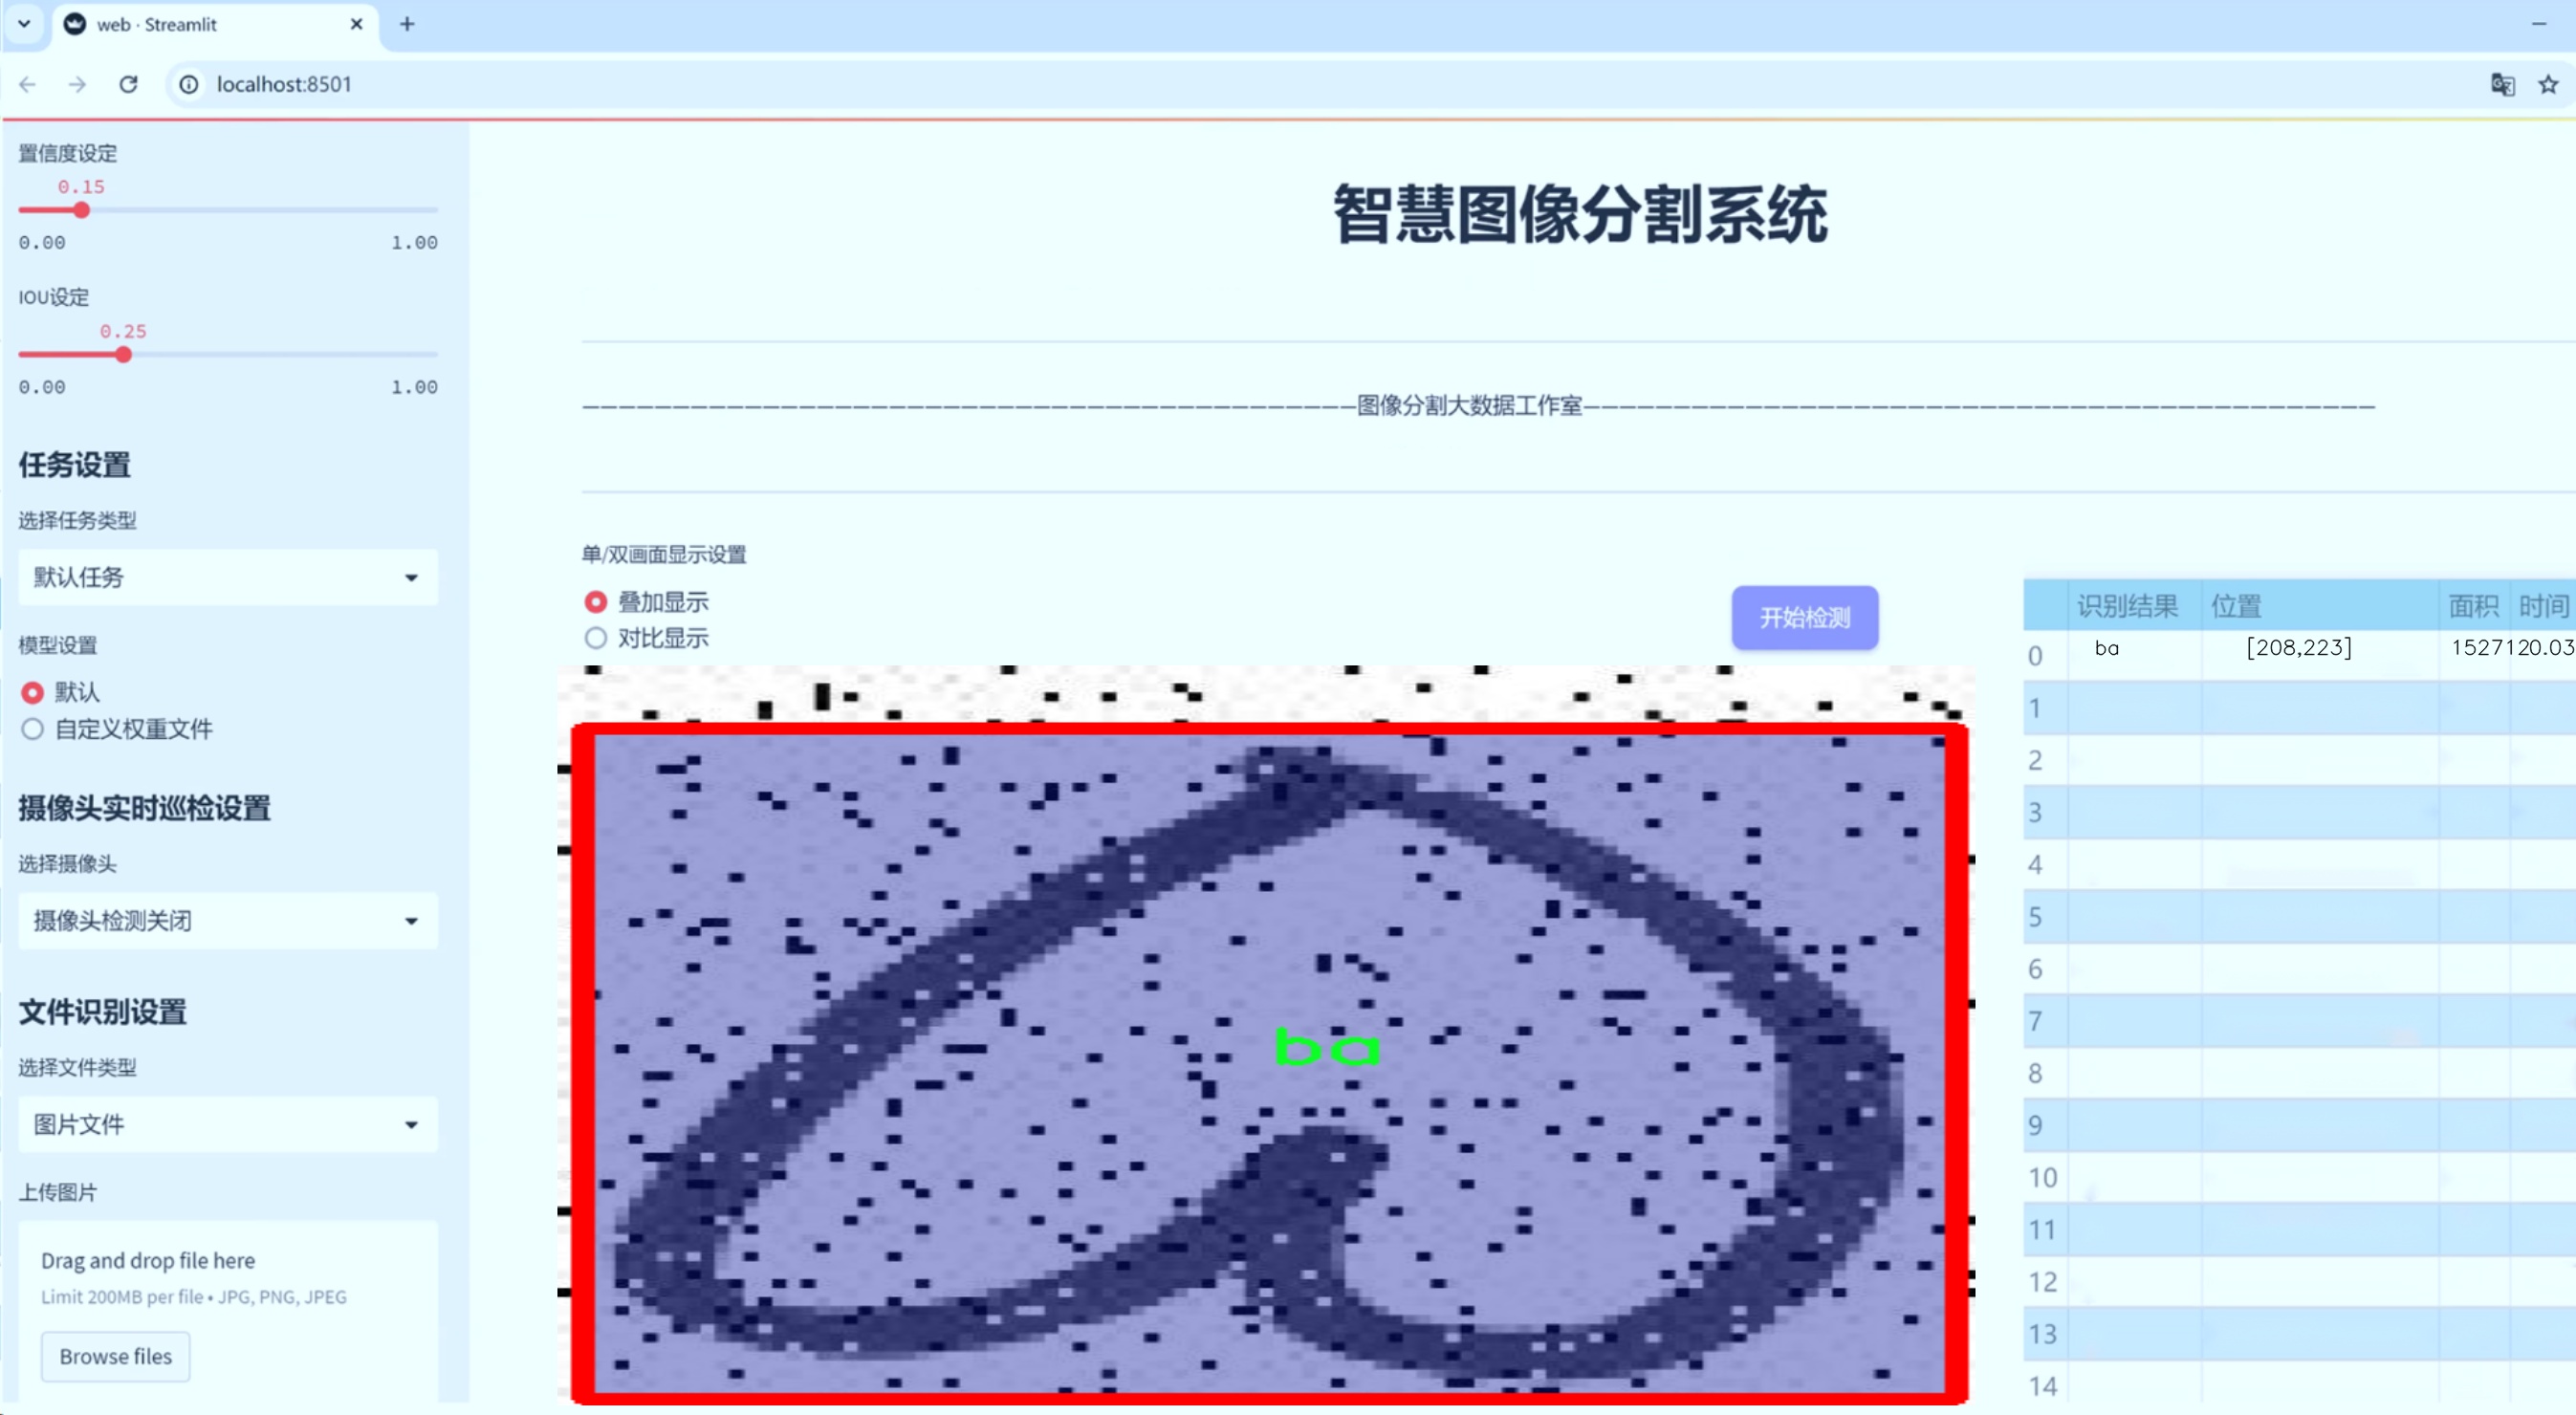 web · Streamlit
localhost:8501
置信度设定
0.15
0.00 1.00
IOU设定
0.25
0.00 1.00
任务设置
选择任务类型
默认任务
模型设置
默认
自定义权重文件
摄像头实时巡检设置
选择摄像头
摄像头检测关闭
文件识别设置
选择文件类型
图片文件
上传图片
Drag and drop file here
Limit 200MB per file • JPG, PNG, JPEG
Browse files
智慧图像分割系统
图像分割大数据工作室
单/双画面显示设置
叠加显示
对比显示
开始检测
ba
识别结果 位置 面积 时间
0 ba [208,223] 1527120.03
1
2
3
4
5
6
7
8
9
10
11
12
13
14